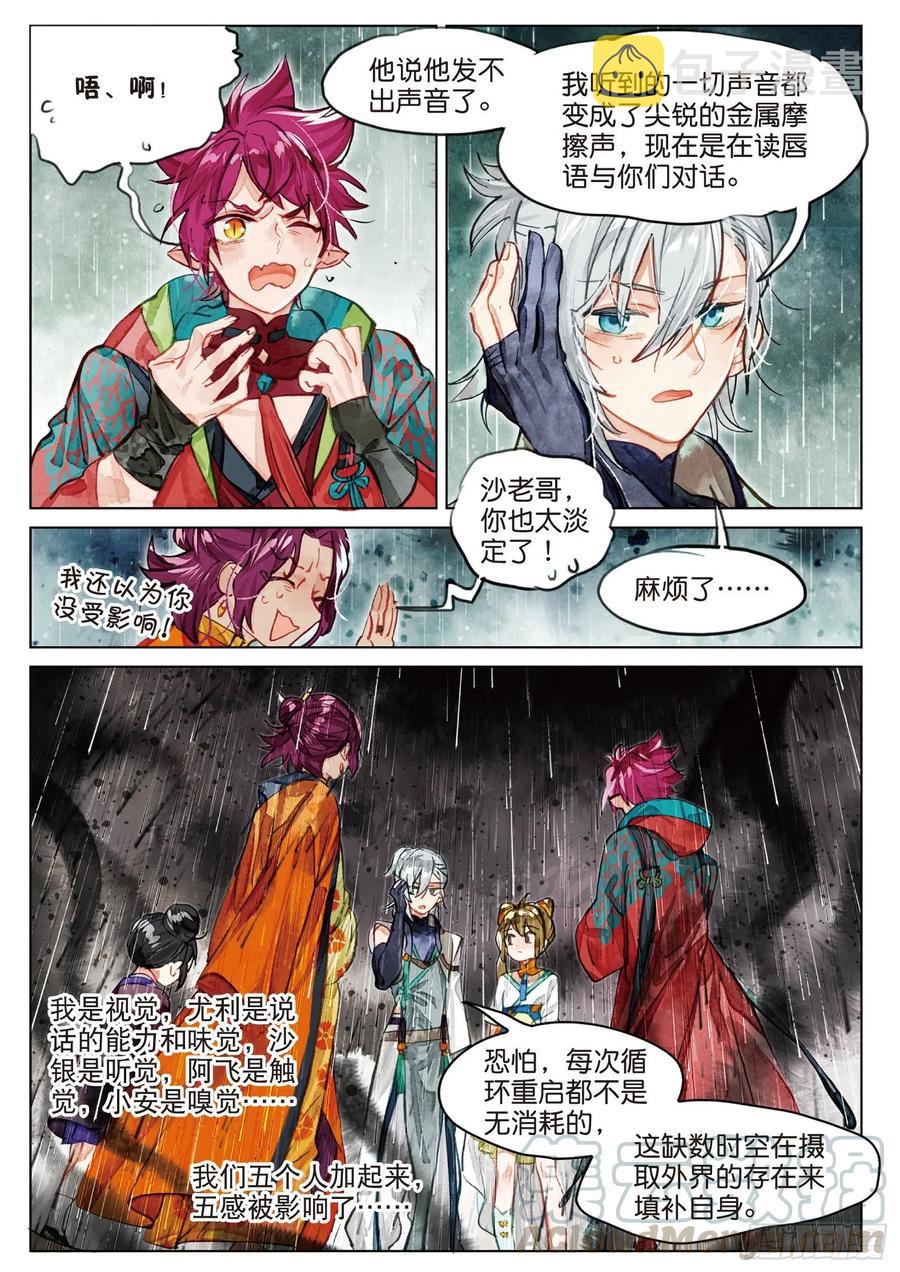 唔、啊！
他说他发不
出声音了。
包子漫畫
我听到的一切声音都
变成了尖锐的金属摩
擦声，现在是在读唇
语与你们对话。
我还以为你
没受影响！
沙老哥，
你也太淡
定了！
麻烦了……
我是视觉，尤利是说
话的能力和味觉，沙
银是听觉，阿飞是触
觉，小安是嗅觉……
我们五个人加起来，
五感被影响了……
恐怕，每次循
环重启都不是
无消耗的，
这缺数时空在摄
取外界的存在来
填补自身。